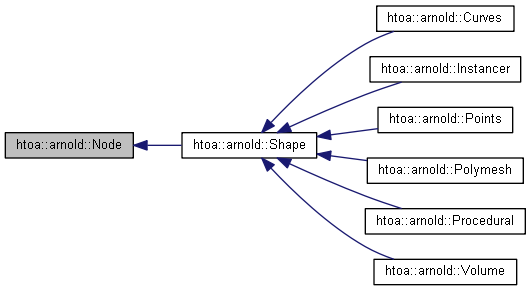 htoa::arnold::Curves
htoa::arnold::Instancer
htoa::arnold::Points
htoa::arnold::Node
htoa::arnold::Shape
htoa::arnold::Polymesh
htoa::arnold::Procedural
htoa::arnold::Volume